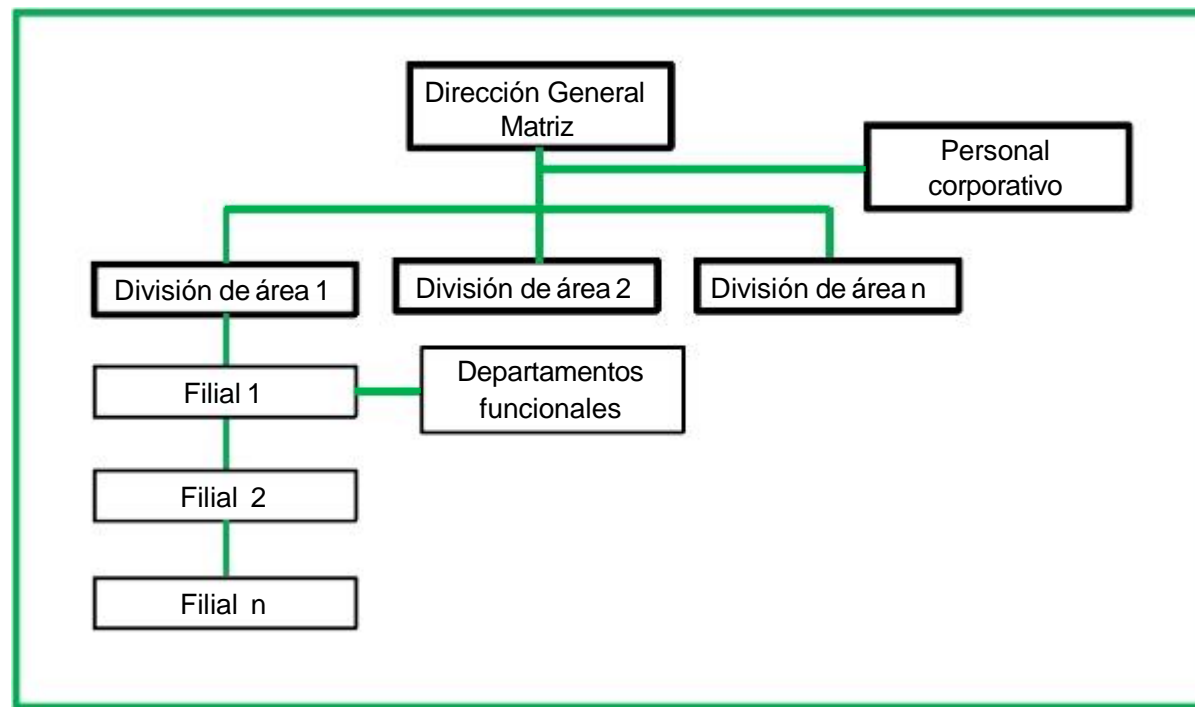 Dirección General
Matriz
Personal
corporativo
División de área 1
División de área 2
División de área n
Filial 1
Departamentos
funcionales
Filial 2
Filial n